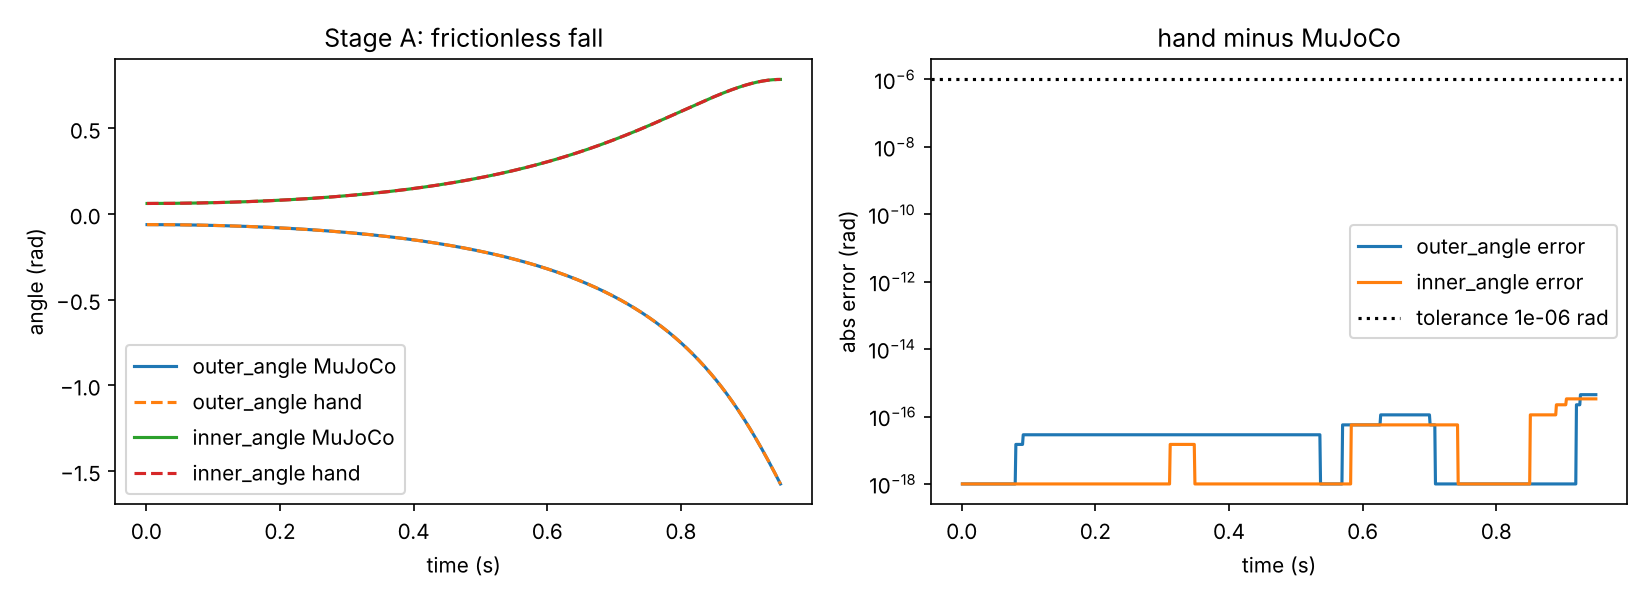 Stage A: frictionless fall
angle (rad)
0.5
0.0
−0.5
−1.0
−1.5
outer_angle MuJoCo
outer_angle hand
inner_angle MuJoCo
inner_angle hand
0.0 0.2 0.4 0.6 0.8
time (s)
hand minus MuJoCo
abs error (rad)
10⁻⁶
10⁻⁸
10⁻¹⁰
10⁻¹²
10⁻¹⁴
10⁻¹⁶
10⁻¹⁸
outer_angle error
inner_angle error
tolerance 1e-06 rad
0.0 0.2 0.4 0.6 0.8
time (s)